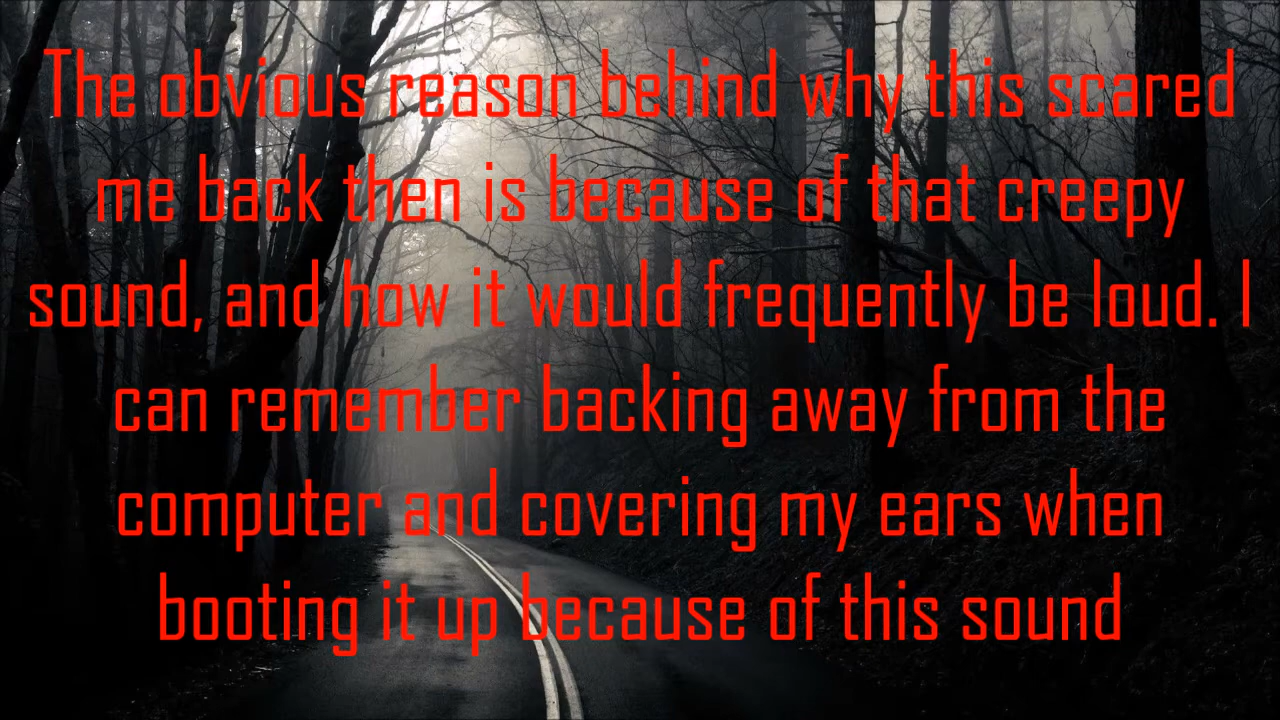 The obvious reason behind why this scared
me back then is because of that creepy
sound, and how it would frequently be loud. I
can remember backing away from the
computer and covering my ears when
booting it up because of this sound